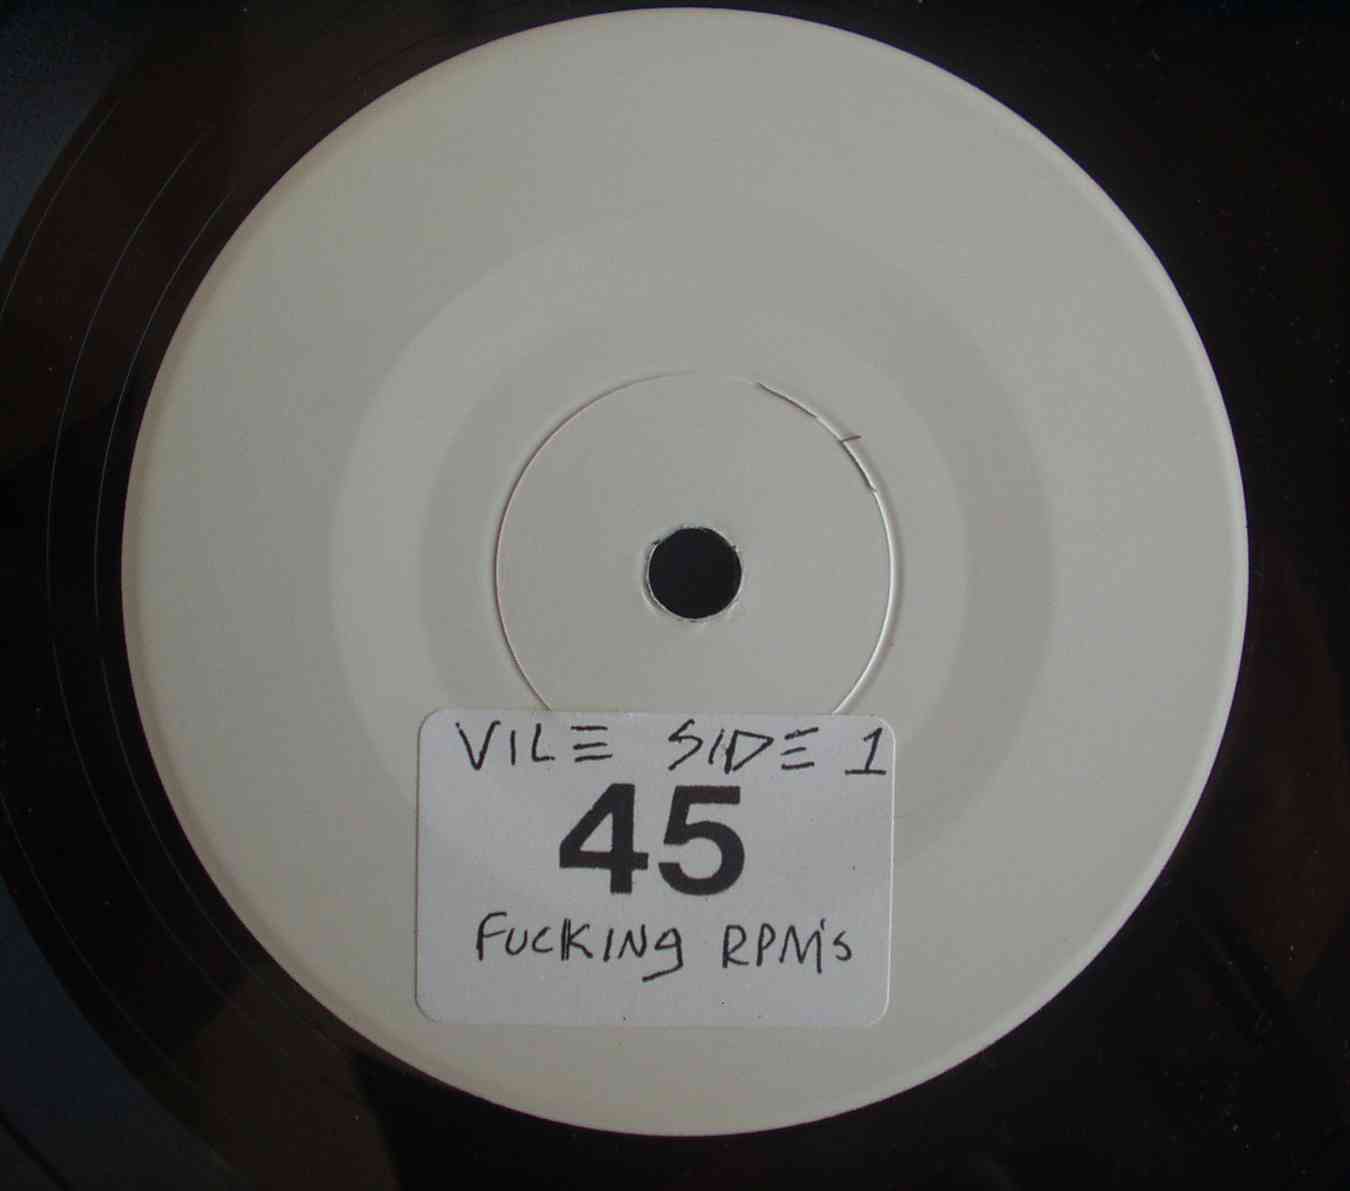 VILE SIDE 1
45
FUCKING RPM's